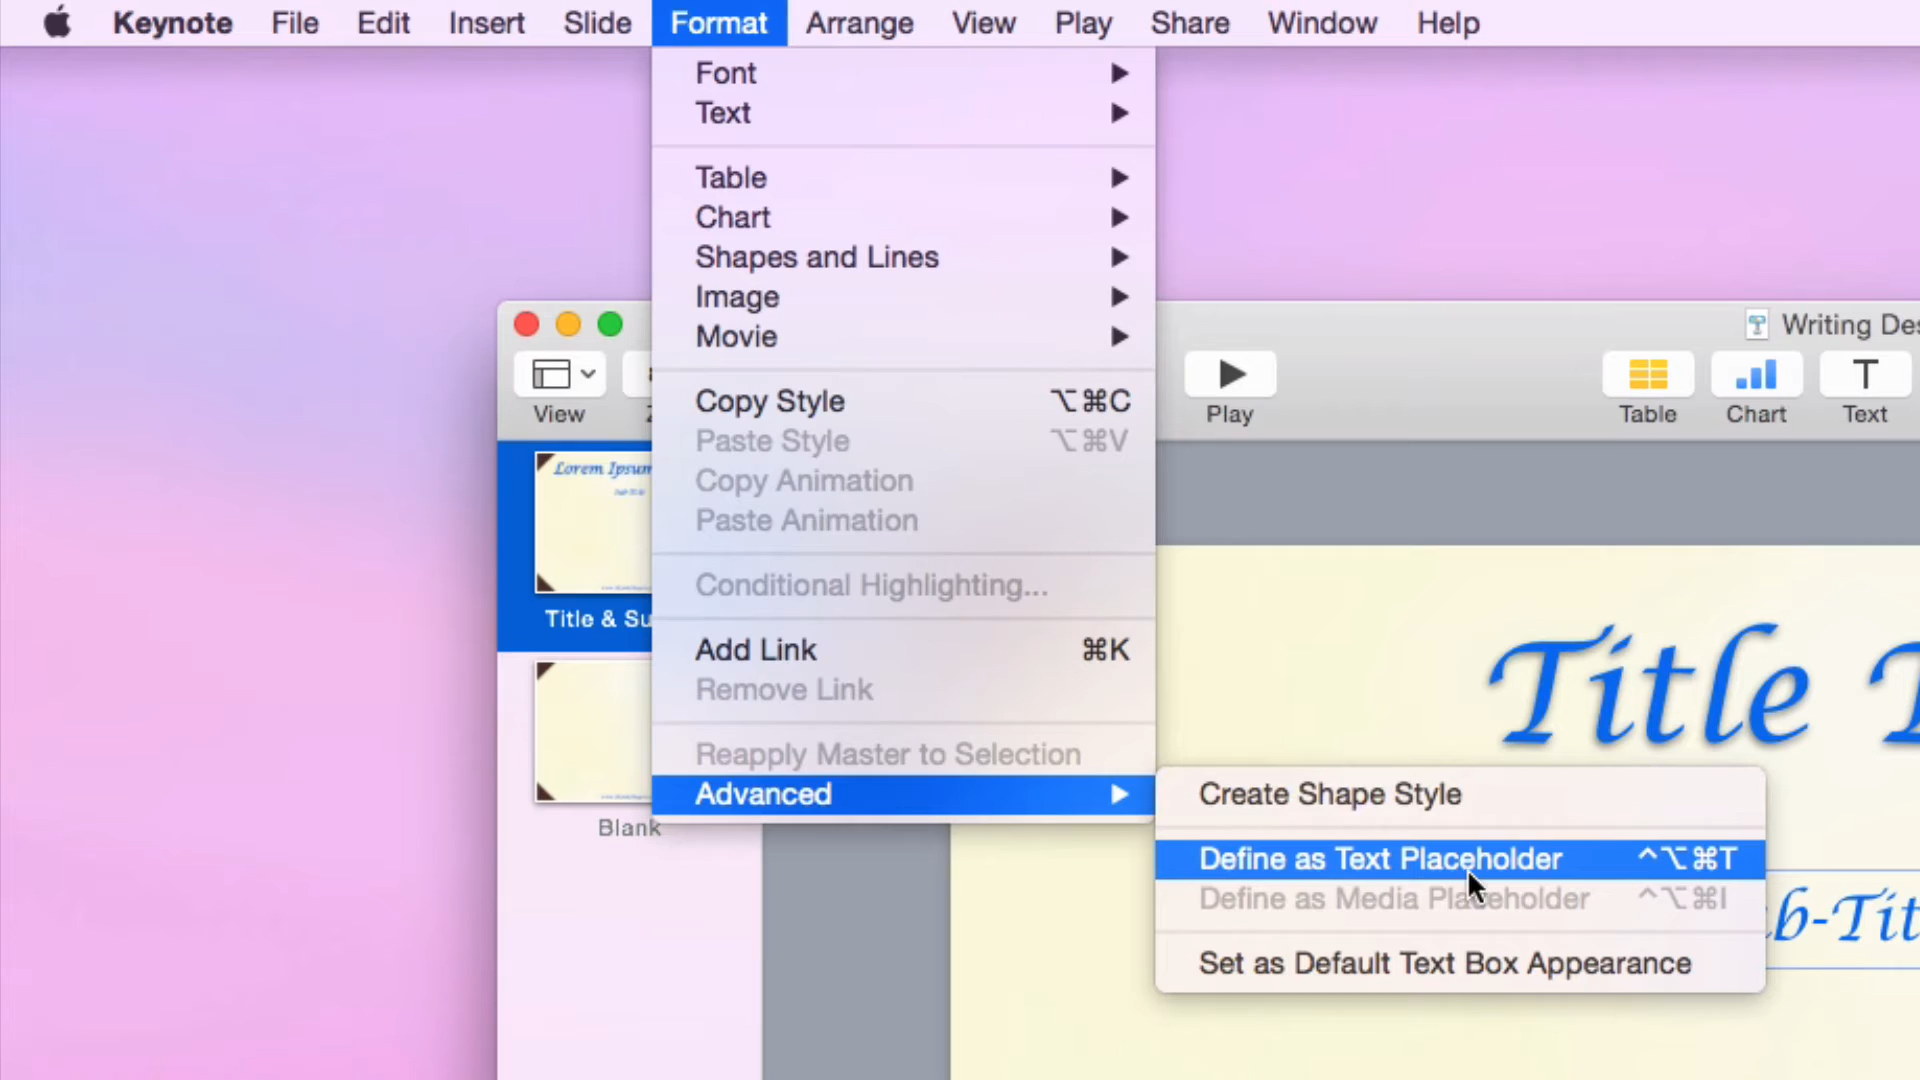 Keynote File Edit Insert Slide Format Arrange View Play Share Window Help
Font
Text
Table
Chart
Shapes and Lines
Image
Movie
Copy Style ⌥⌘C
Paste Style ⌥⌘V
Copy Animation
Paste Animation
Conditional Highlighting...
Add Link ⌘K
Remove Link
Reapply Master to Selection
Advanced
Create Shape Style
Define as Text Placeholder ^⌥⌘T
Define as Media Placeholder ^⌥⌘I
Set as Default Text Box Appearance
Writing Des
View
Play
Table
Chart
Text
Lorem Ipsum
Title & Su
Blank
Title T
b-Tit